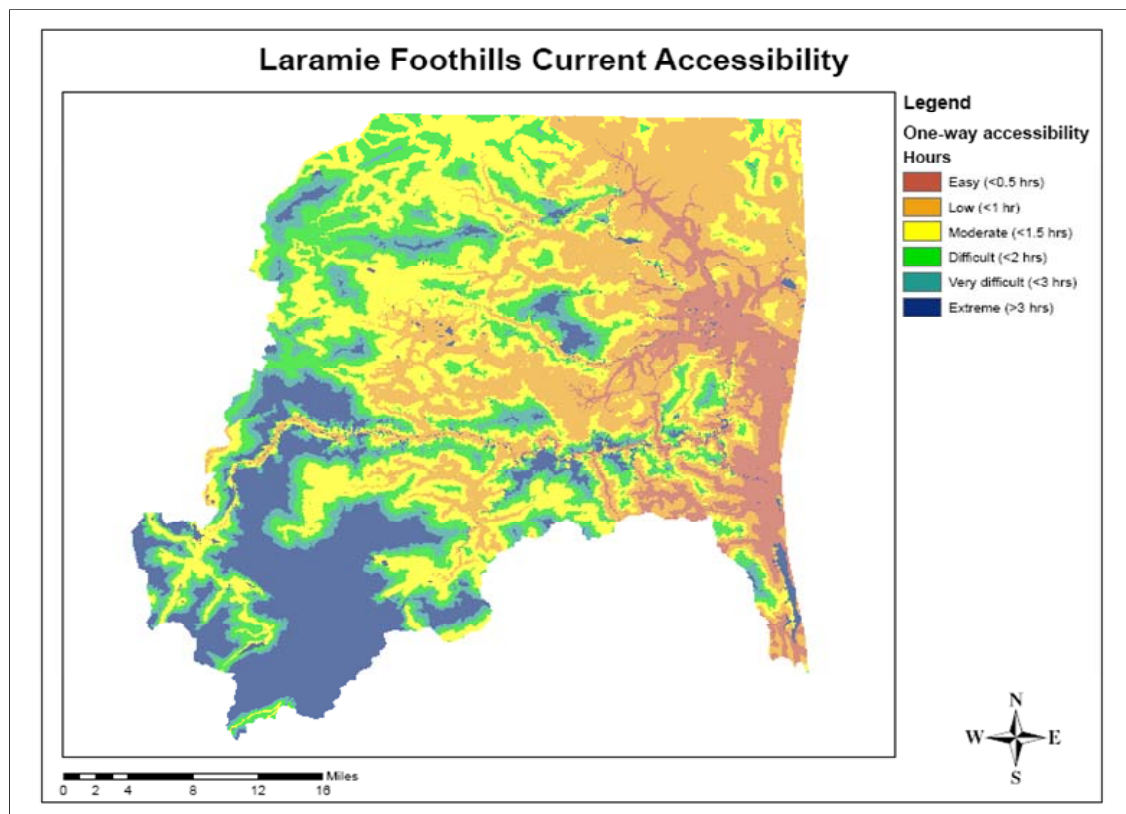 Laramie Foothills Current Accessibility
Legend
One-way accessibility
Hours
Easy (<0.5 hrs)
Low (<1 hr)
Moderate (<1.5 hrs)
Difficult (<2 hrs)
Very difficult (<3 hrs)
Extreme (>3 hrs)
N
W E
S
Miles
0 2 4 8 12 16